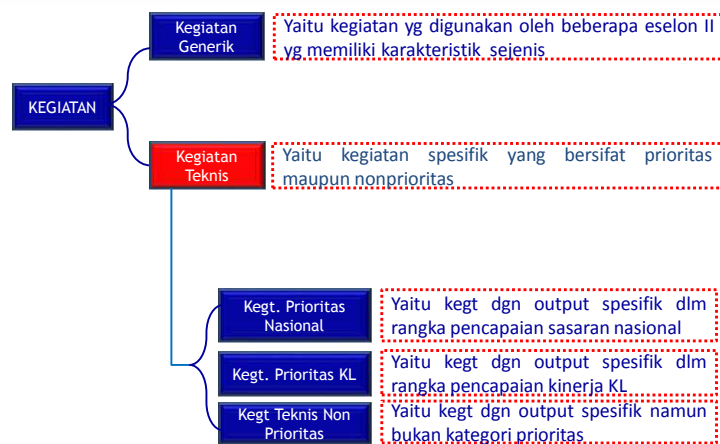 Kegiatan
Generik
Yaitu kegiatan yg digunakan oleh beberapa eselon II
yg memiliki karakteristik sejenis
KEGIATAN
Kegiatan
Teknis
Yaitu kegiatan spesifik yang bersifat prioritas
maupun nonprioritas
Kegt. Prioritas
Nasional
Yaitu kegt dgn output spesifik dlm
rangka pencapaian sasaran nasional
Kegt. Prioritas KL
Yaitu kegt dgn output spesifik dlm
rangka pencapaian kinerja KL
Kegt Teknis Non
Prioritas
Yaitu kegt dgn output spesifik namun
bukan kategori prioritas